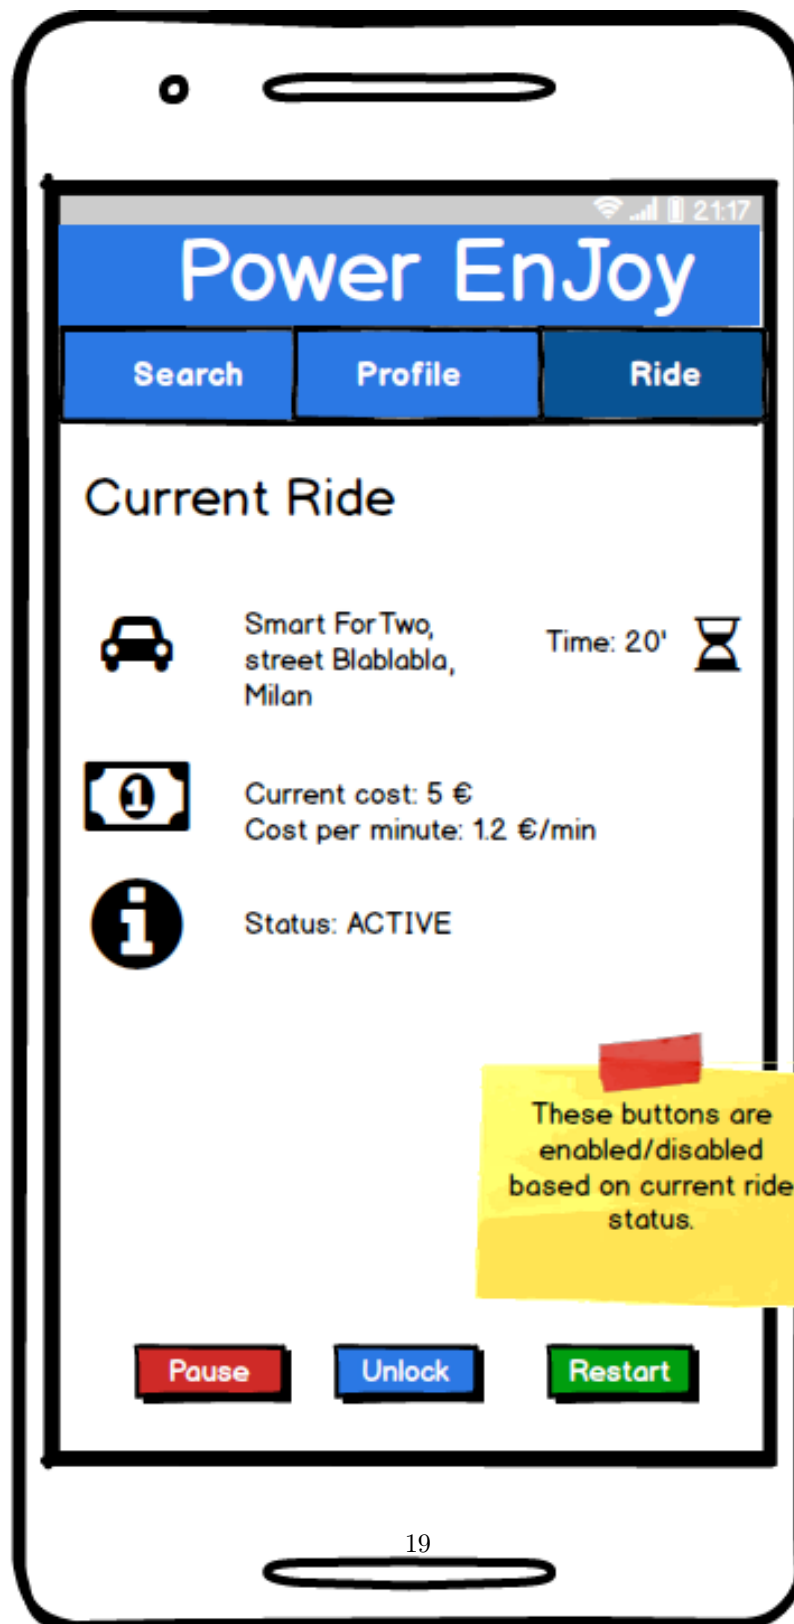 21:17
Power EnJoy
Search Profile Ride
Current Ride
Smart ForTwo,
street Blablabla,
Milan
Time: 20'
1
Current cost: 5 €
Cost per minute: 1.2 €/min
i
Status: ACTIVE
These buttons are
enabled/disabled
based on current ride
status.
Pause Unlock Restart
19